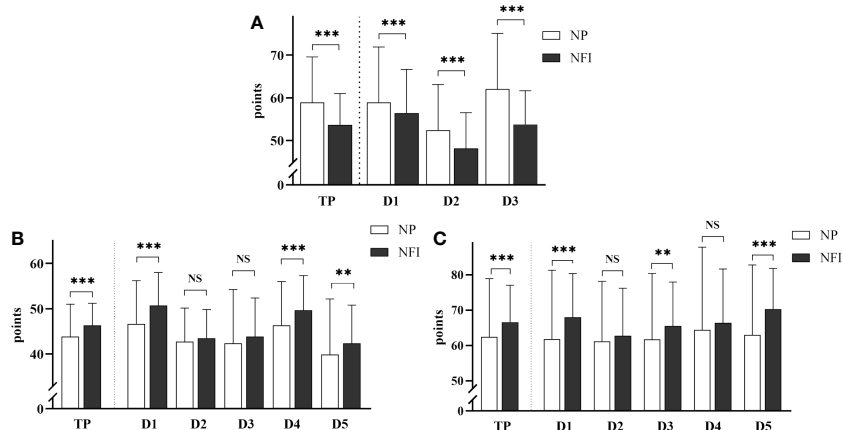 A
*** *** *** ***
NP
NFI
points
70
60
50
0
TP D1 D2 D3
B
*** *** NS NS *** **
NP
NFI
points
60
50
40
0
TP D1 D2 D3 D4 D5
C
*** *** NS ** NS ***
NP
NFI
points
80
70
60
50
0
TP D1 D2 D3 D4 D5